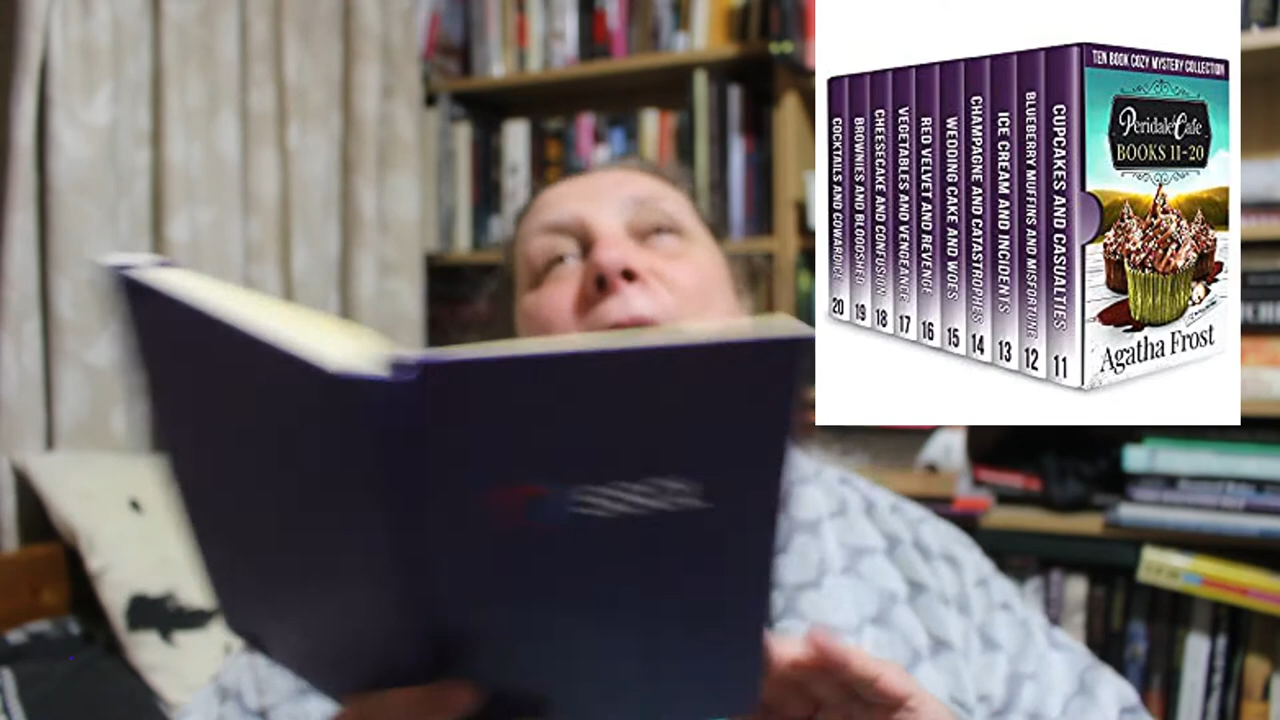 TEN BOOK COZY MYSTERY COLLECTION
Peridale Cafe
BOOKS 11-20
Agatha Frost
COCKTAILS AND COWARDICE 20
BROWNIES AND BLOODSHED 19
CHEESECAKE AND CONFUSION 18
VEGETABLES AND VENGEANCE 17
RED VELVET AND REVENGE 16
WEDDING CAKE AND WOES 15
CHAMPAGNE AND CATASTROPHES 14
ICE CREAM AND INCIDENTS 13
BLUEBERRY MUFFINS AND MISFORTUNE 12
CUPCAKES AND CASUALTIES 11